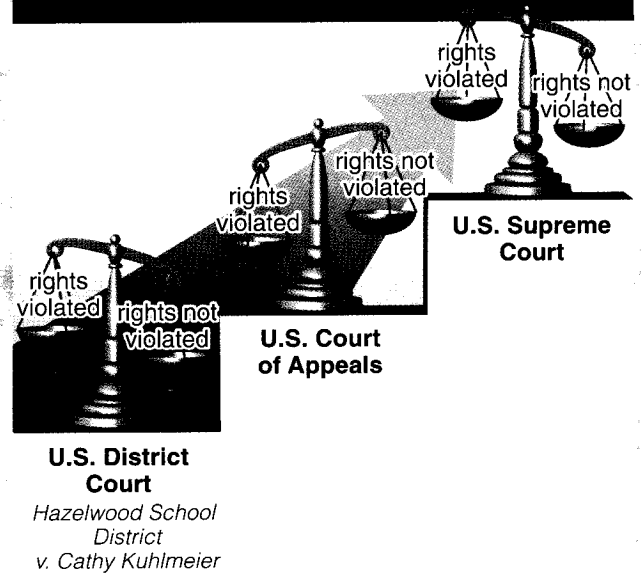 rights
violated
rights not
violated
rights
violated
rights not
violated
U.S. Supreme
Court
rights
violated
rights not
violated
U.S. Court
of Appeals
U.S. District
Court
Hazelwood School
District
v. Cathy Kuhlmeier